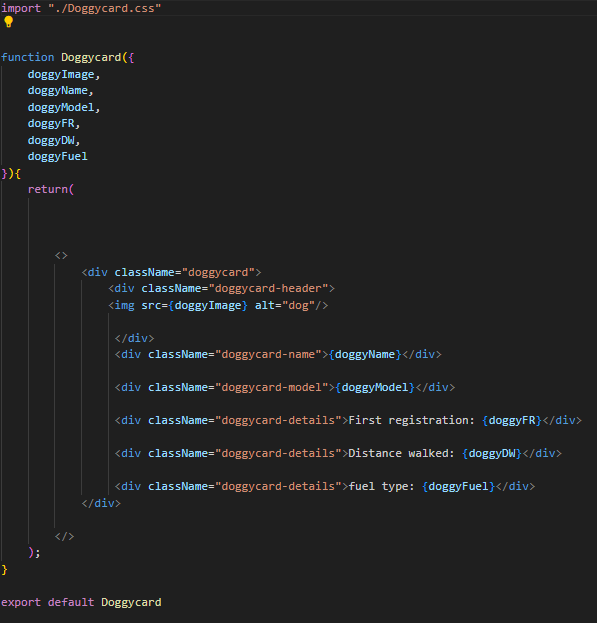 import "./Doggycard.css"
function Doggycard({
doggyImage,
doggyName,
doggyModel,
doggyFR,
doggyDW,
doggyFuel
}){
return(
<>
<div className="doggycard">
<div className="doggycard-header">
<img src={doggyImage} alt="dog"/>
</div>
<div className="doggycard-name">{doggyName}</div>
<div className="doggycard-model">{doggyModel}</div>
<div className="doggycard-details">First registration: {doggyFR}</div>
<div className="doggycard-details">Distance walked: {doggyDW}</div>
<div className="doggycard-details">fuel type: {doggyFuel}</div>
</div>
</>
);
}
export default Doggycard